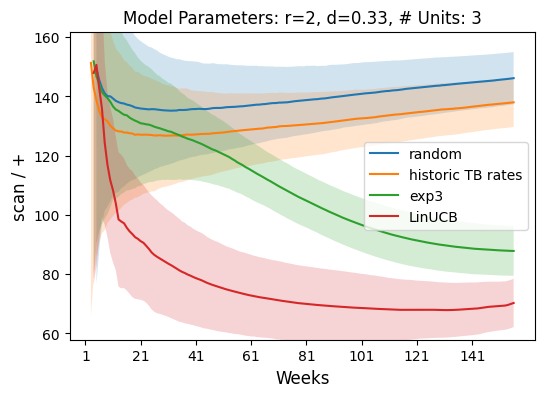 Model Parameters: r=2, d=0.33, # Units: 3
scan / +
160
140
120
100
80
60
random
historic TB rates
exp3
LinUCB
1 21 41 61 81 101 121 141
Weeks